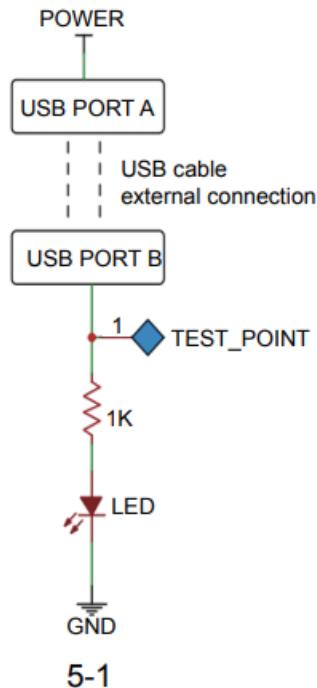 POWER
USB PORT A
USB cable
external connection
USB PORT B
1
TEST_POINT
1K
LED
GND
5-1